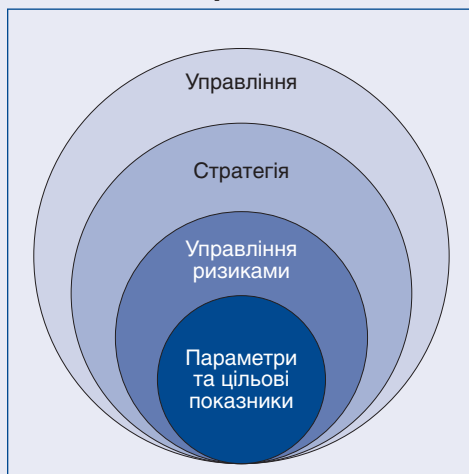 Управління
Стратегія
Управління
ризиками
Параметри
та цільові
показники